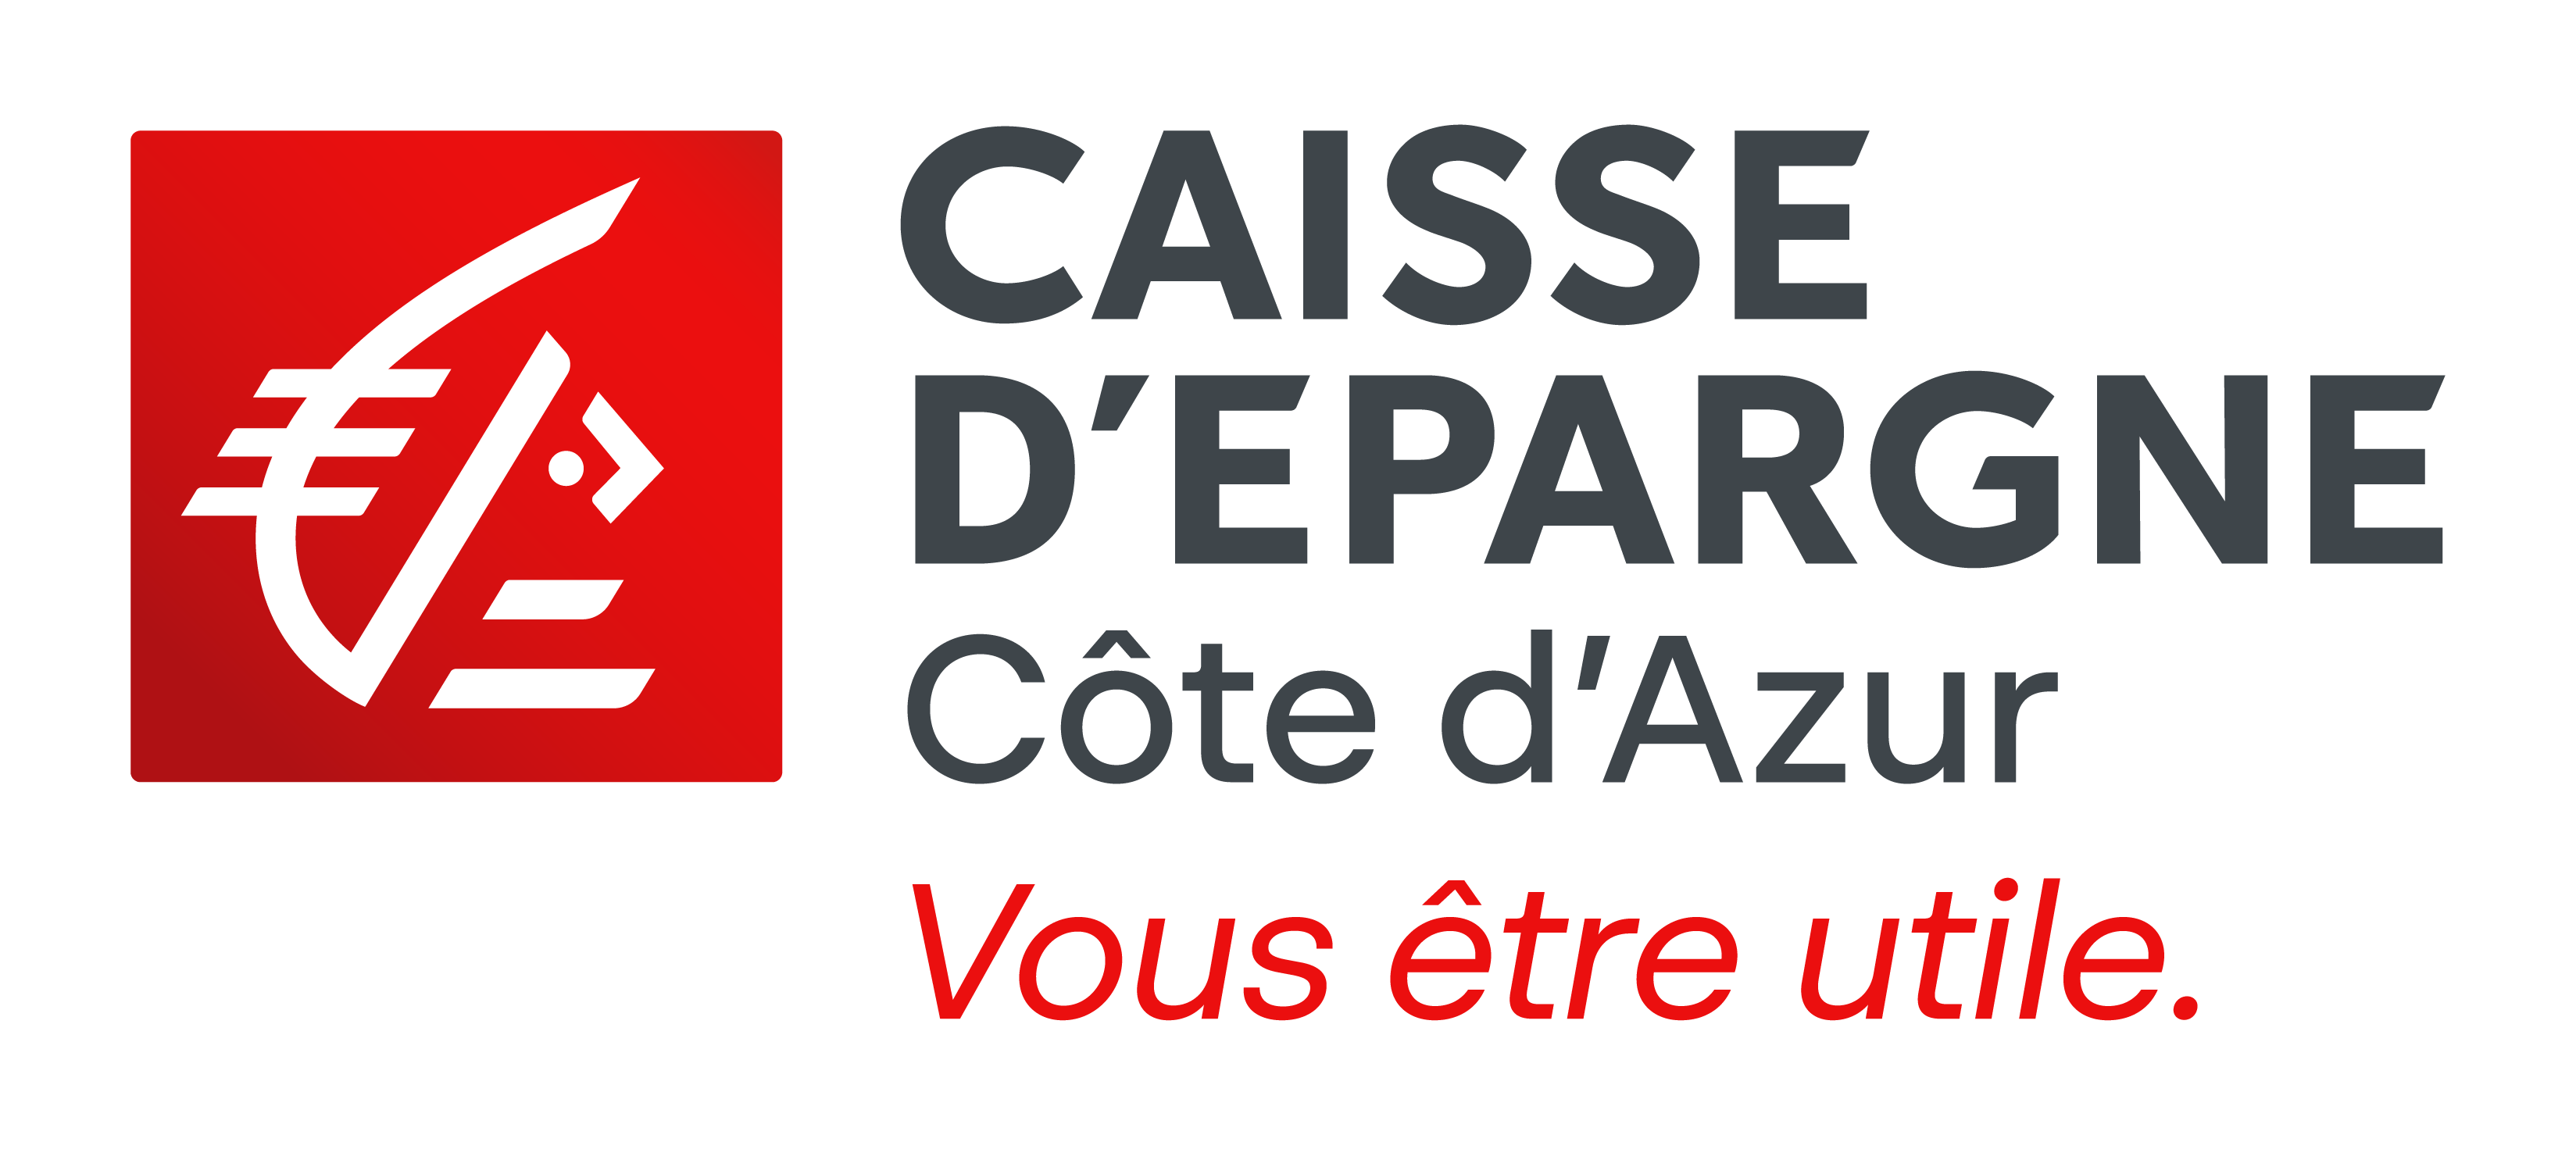 CAISSE
D’EPARGNE
Côte d’Azur
Vous être utile.